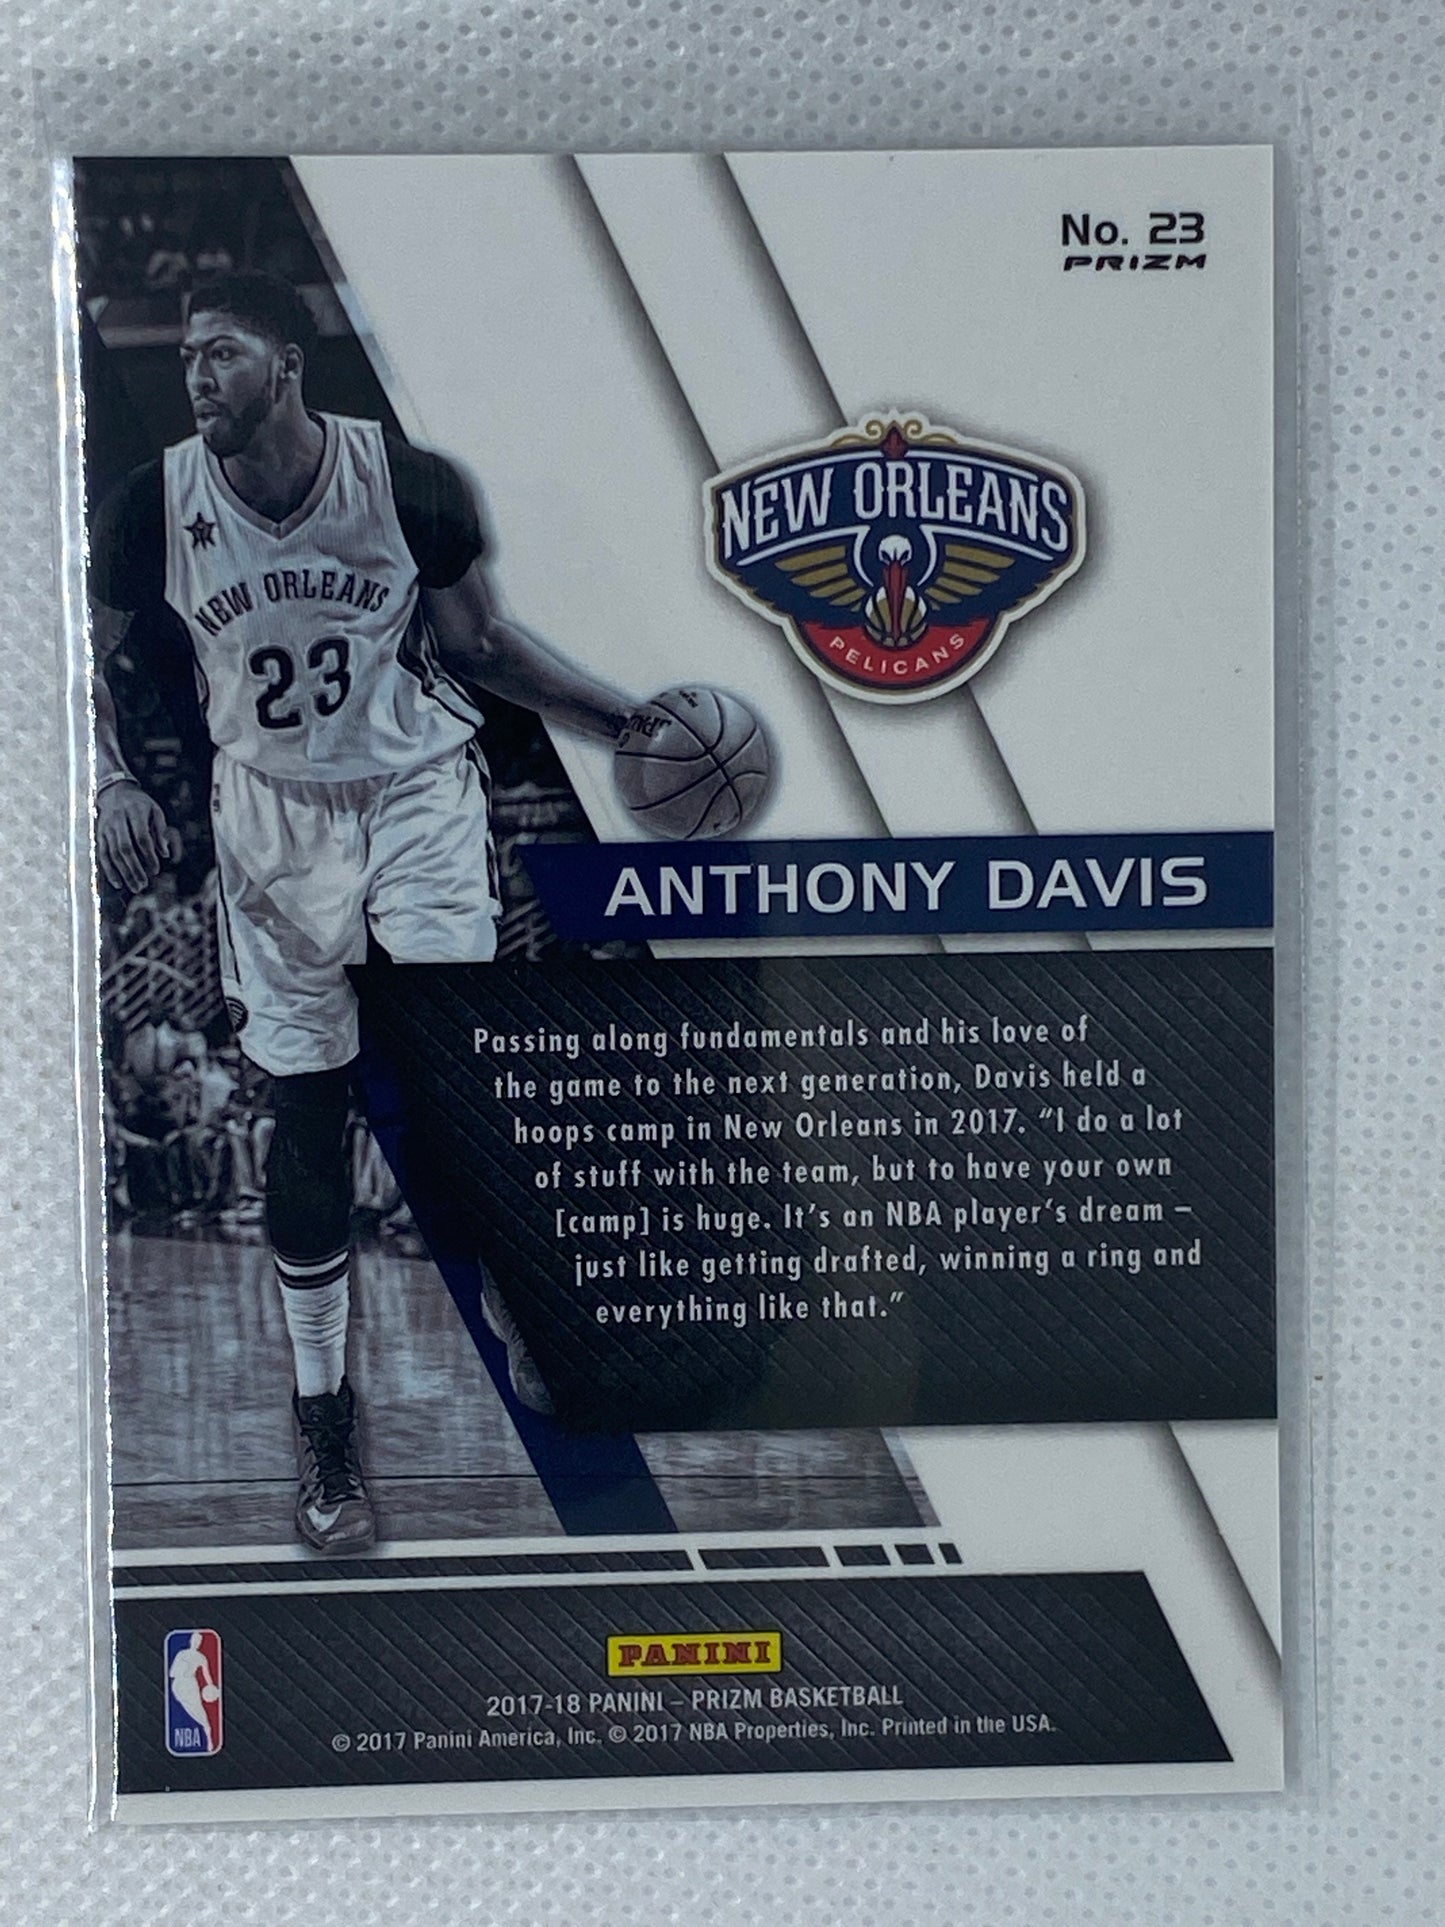 No. 23
PRIZM
NEW ORLEANS
PELICANS
NEW ORLEANS
23
SPALDING
ANTHONY DAVIS
Passing along fundamentals and his love of
the game to the next generation, Davis held a
hoops camp in New Orleans in 2017. “I do a lot
of stuff with the team, but to have your own
[camp] is huge. It’s an NBA player’s dream –
just like getting drafted, winning a ring and
everything like that.”
NBA
PANINI
2017-18 PANINI – PRIZM BASKETBALL
© 2017 Panini America, Inc. © 2017 NBA Properties, Inc. Printed in the USA.